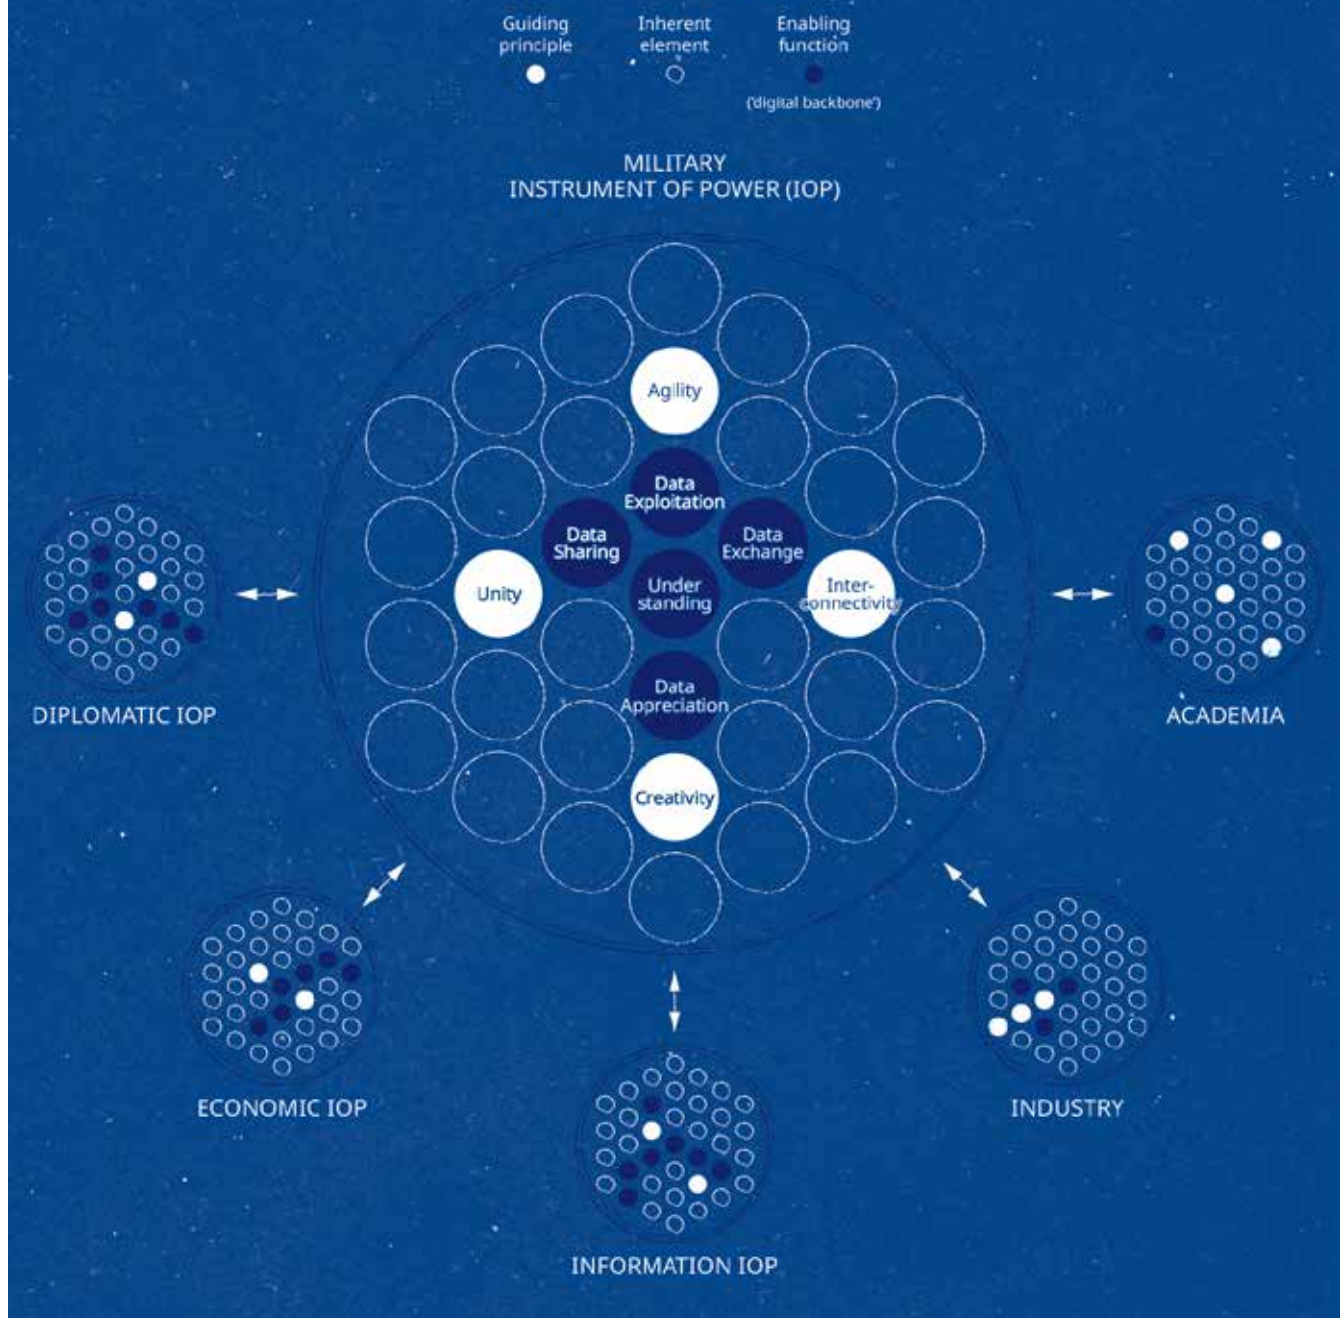 Guiding
principle
Inherent
element
Enabling
function
('digital backbone')
MILITARY
INSTRUMENT OF POWER (IOP)
Agility
Data
Exploitation
Data
Sharing
Data
Exchange
Unity
Under
standing
Inter-
connectivity
Data
Appreciation
Creativity
DIPLOMATIC IOP
ACADEMIA
ECONOMIC IOP
INDUSTRY
INFORMATION IOP